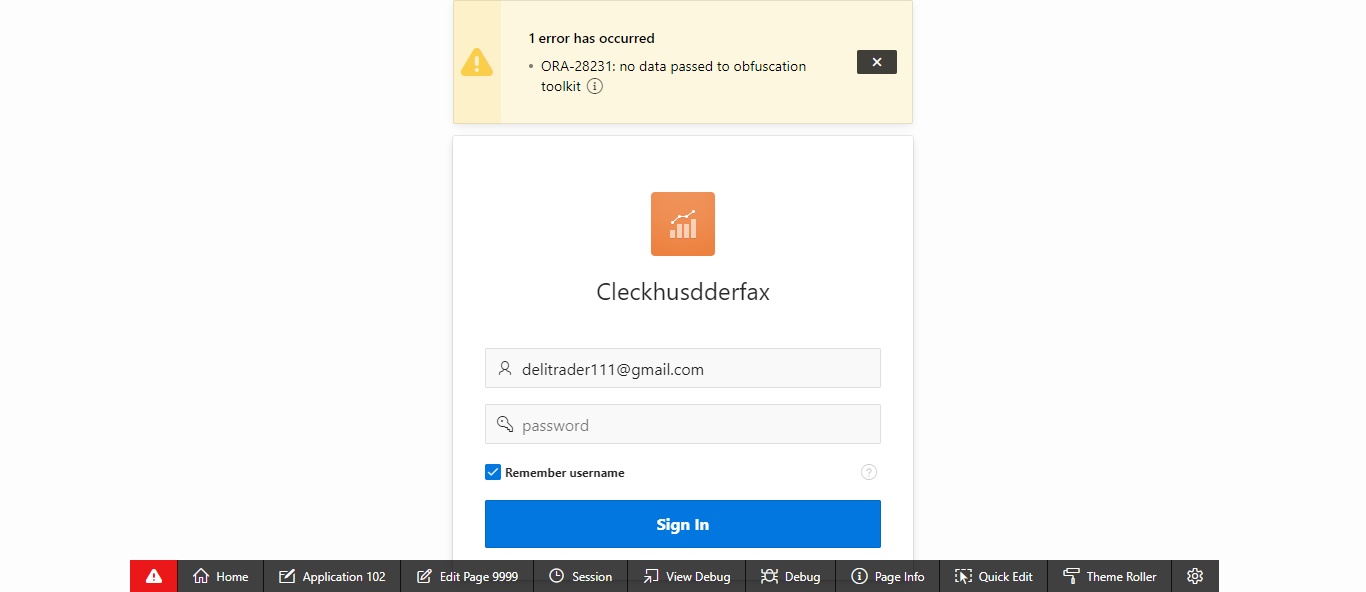 1 error has occurred
• ORA-28231: no data passed to obfuscation
toolkit
Cleckhusdderfax
delitrader111@gmail.com
password
Remember username
Sign In
Home
Application 102
Edit Page 9999
Session
View Debug
Debug
Page Info
Quick Edit
Theme Roller